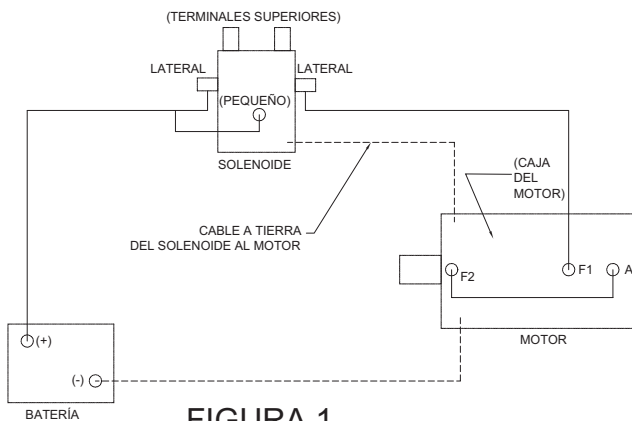 (TERMINALES SUPERIORES)
LATERAL
LATERAL
(PEQUEÑO)
SOLENOIDE
(CAJA
DEL
MOTOR)
CABLE A TIERRA
DEL SOLENOIDE AL MOTOR
F2
F1
A
MOTOR
(+)
(-)
BATERÍA
FIGURA 1